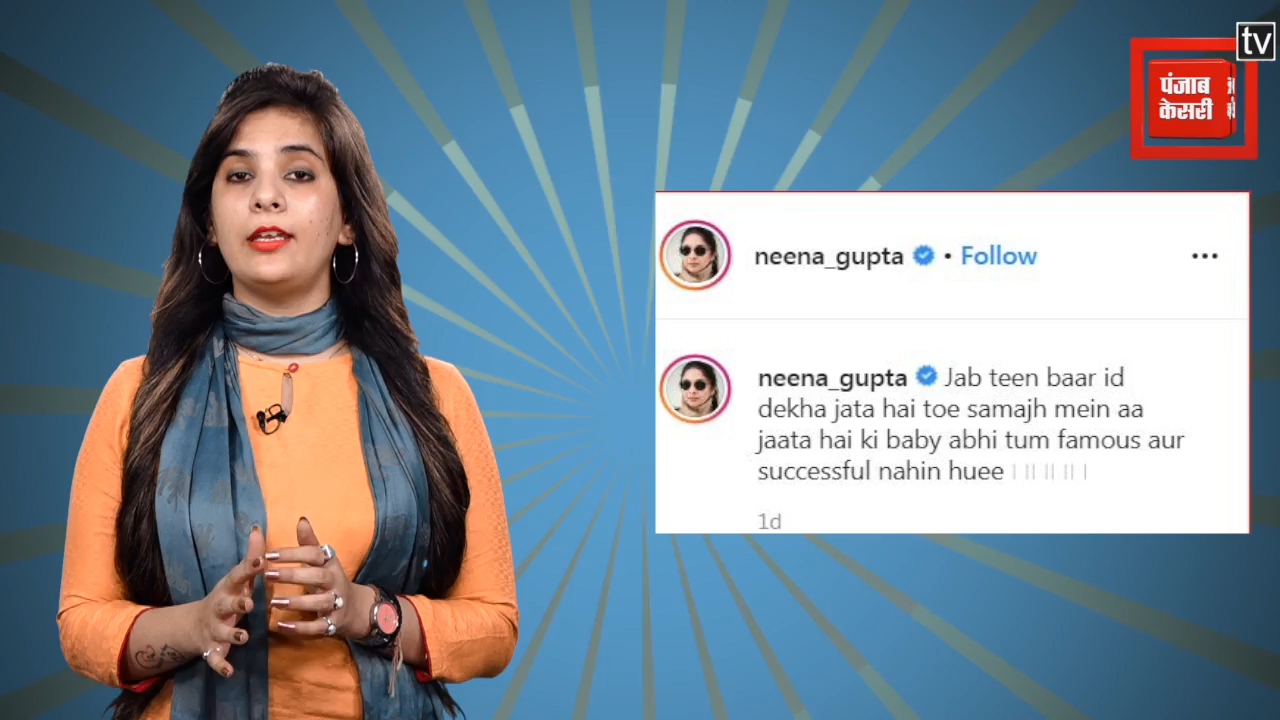 tv
पंजाब
केसरी
neena_gupta • Follow
neena_gupta Jab teen baar id
dekha jata hai toe samajh mein aa
jaata hai ki baby abhi tum famous aur
successful nahin huee
1d